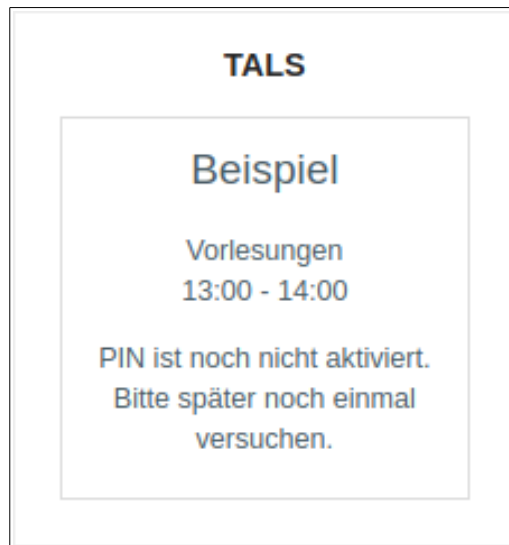 TALS
Beispiel
Vorlesungen
13:00 - 14:00
PIN ist noch nicht aktiviert.
Bitte später noch einmal
versuchen.